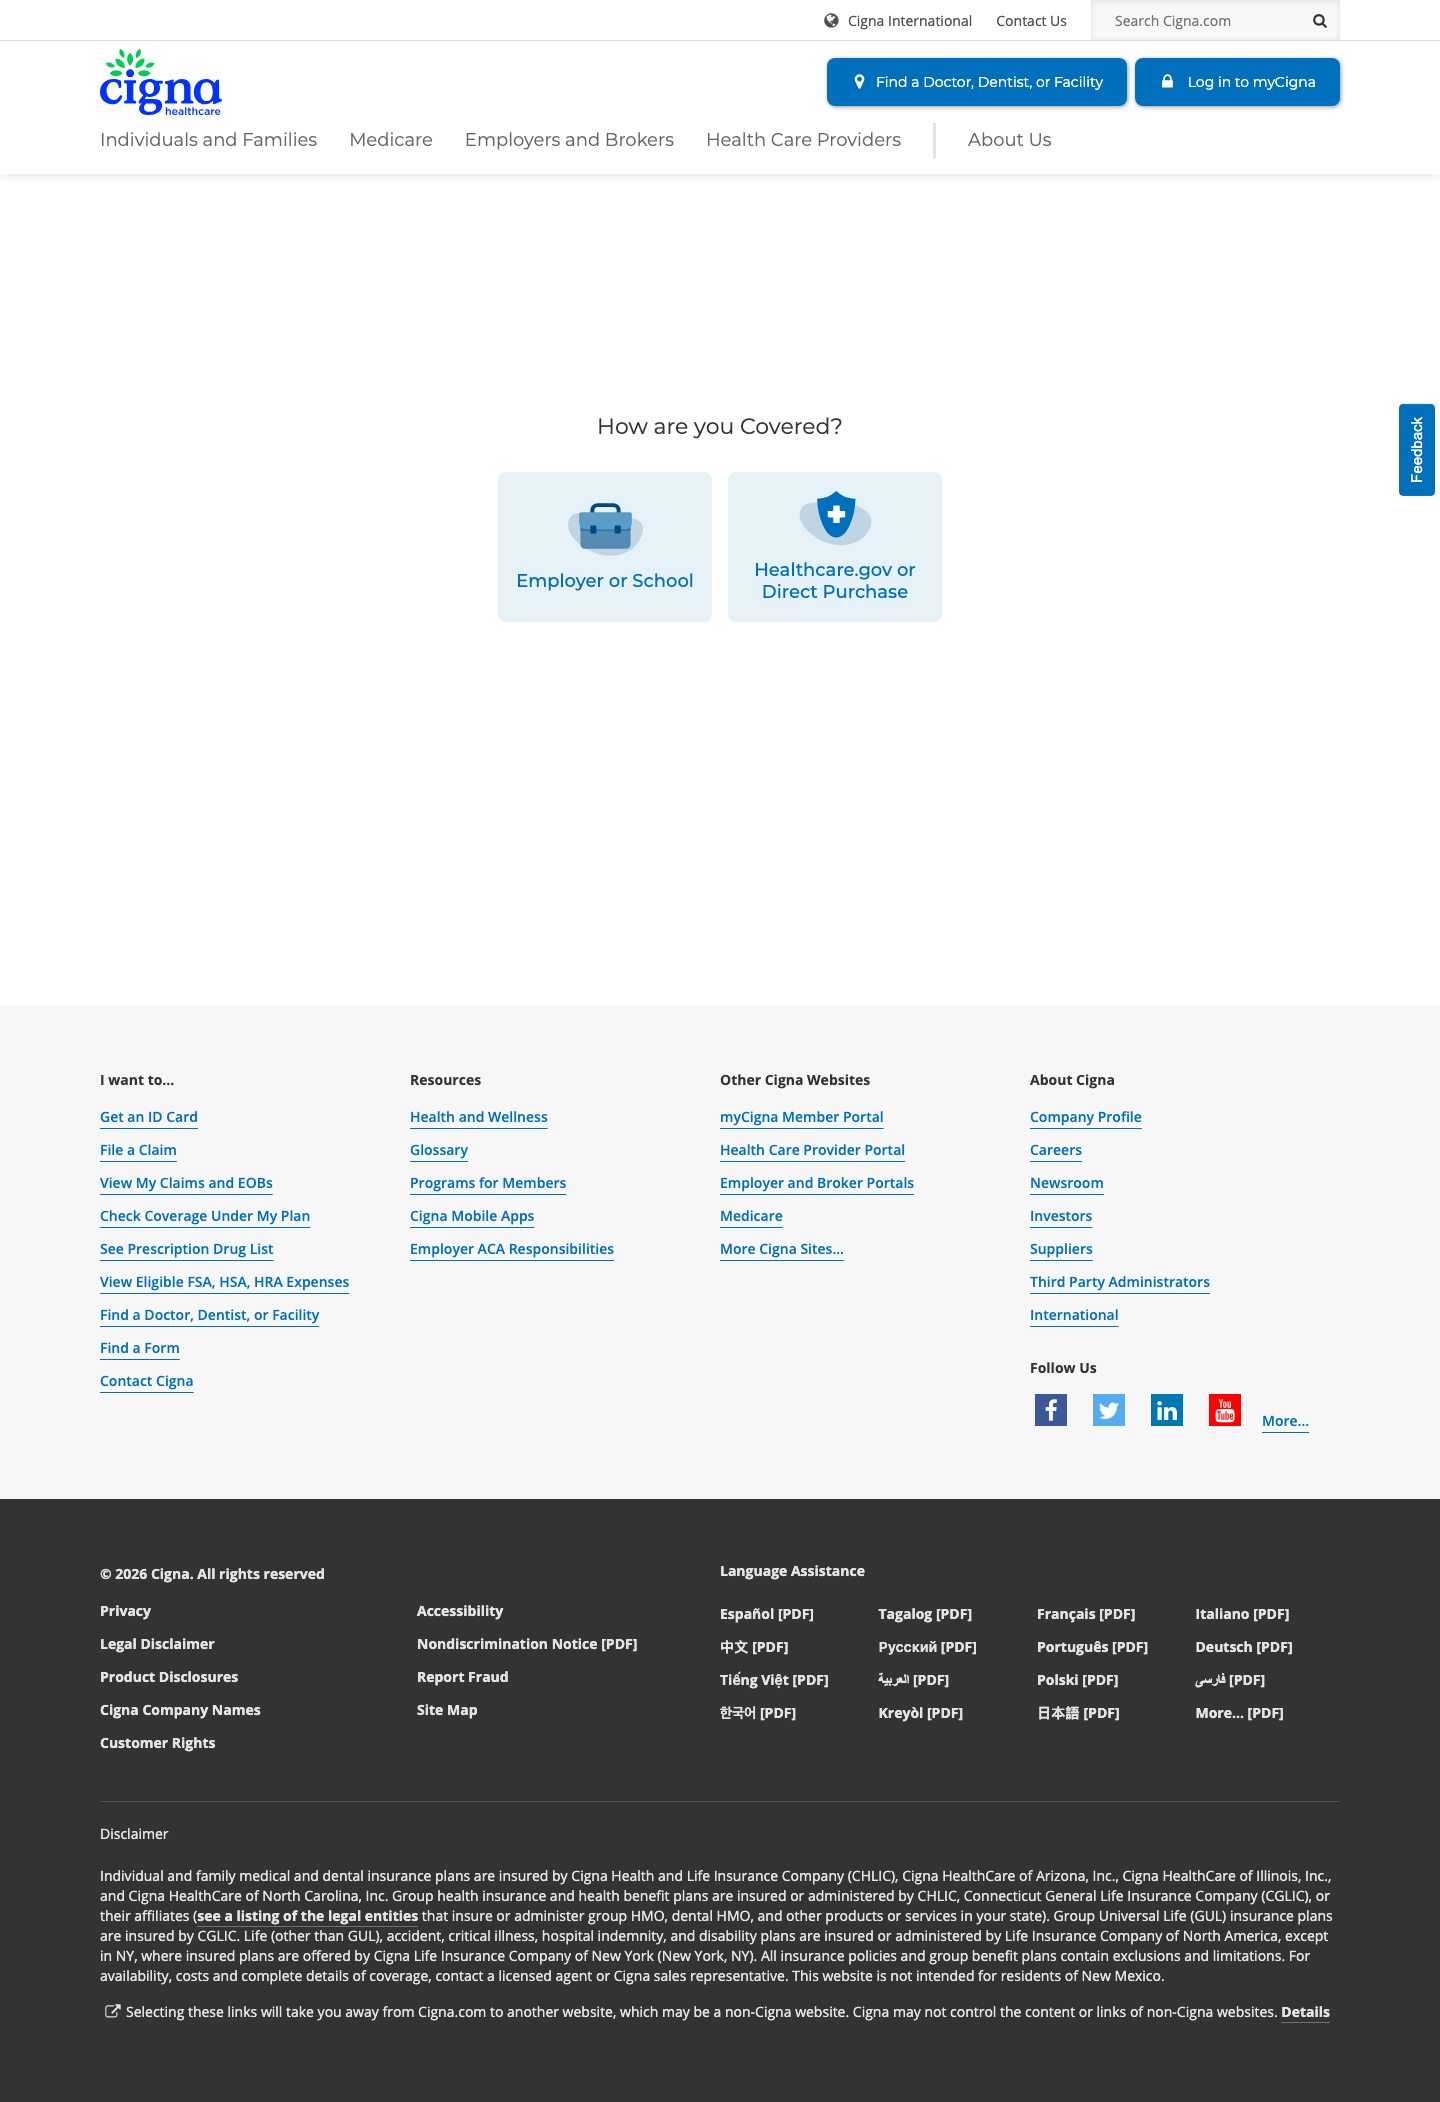 Cigna International
Contact Us
Search Cigna.com
cigna
healthcare
Find a Doctor, Dentist, or Facility
Log in to myCigna
Individuals and Families
Medicare
Employers and Brokers
Health Care Providers
About Us
How are you Covered?
Employer or School
Healthcare.gov or
Direct Purchase
Feedback
I want to...
Get an ID Card
File a Claim
View My Claims and EOBs
Check Coverage Under My Plan
See Prescription Drug List
View Eligible FSA, HSA, HRA Expenses
Find a Doctor, Dentist, or Facility
Find a Form
Contact Cigna
Resources
Health and Wellness
Glossary
Programs for Members
Cigna Mobile Apps
Employer ACA Responsibilities
Other Cigna Websites
myCigna Member Portal
Health Care Provider Portal
Employer and Broker Portals
Medicare
More Cigna Sites...
About Cigna
Company Profile
Careers
Newsroom
Investors
Suppliers
Third Party Administrators
International
Follow Us
You
Tube
More...
© 2026 Cigna. All rights reserved
Privacy
Legal Disclaimer
Product Disclosures
Cigna Company Names
Customer Rights
Accessibility
Nondiscrimination Notice [PDF]
Report Fraud
Site Map
Language Assistance
Español [PDF]
中文 [PDF]
Tiếng Việt [PDF]
한국어 [PDF]
Tagalog [PDF]
Русский [PDF]
العربية [PDF]
Kreyòl [PDF]
Français [PDF]
Português [PDF]
Polski [PDF]
日本語 [PDF]
Italiano [PDF]
Deutsch [PDF]
فارسی [PDF]
More... [PDF]
Disclaimer
Individual and family medical and dental insurance plans are insured by Cigna Health and Life Insurance Company (CHLIC), Cigna HealthCare of Arizona, Inc., Cigna HealthCare of Illinois, Inc.,
and Cigna HealthCare of North Carolina, Inc. Group health insurance and health benefit plans are insured or administered by CHLIC, Connecticut General Life Insurance Company (CGLIC), or
their affiliates (see a listing of the legal entities that insure or administer group HMO, dental HMO, and other products or services in your state). Group Universal Life (GUL) insurance plans
are insured by CGLIC. Life (other than GUL), accident, critical illness, hospital indemnity, and disability plans are insured or administered by Life Insurance Company of North America, except
in NY, where insured plans are offered by Cigna Life Insurance Company of New York (New York, NY). All insurance policies and group benefit plans contain exclusions and limitations. For
availability, costs and complete details of coverage, contact a licensed agent or Cigna sales representative. This website is not intended for residents of New Mexico.
Selecting these links will take you away from Cigna.com to another website, which may be a non-Cigna website. Cigna may not control the content or links of non-Cigna websites. Details